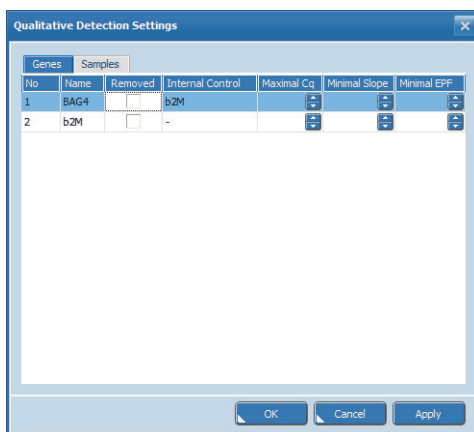 Qualitative Detection Settings
Genes Samples
No Name Removed Internal Control Maximal Cq Minimal Slope Minimal EPF
1 BAG4 b2M
2 b2M -
OK Cancel Apply